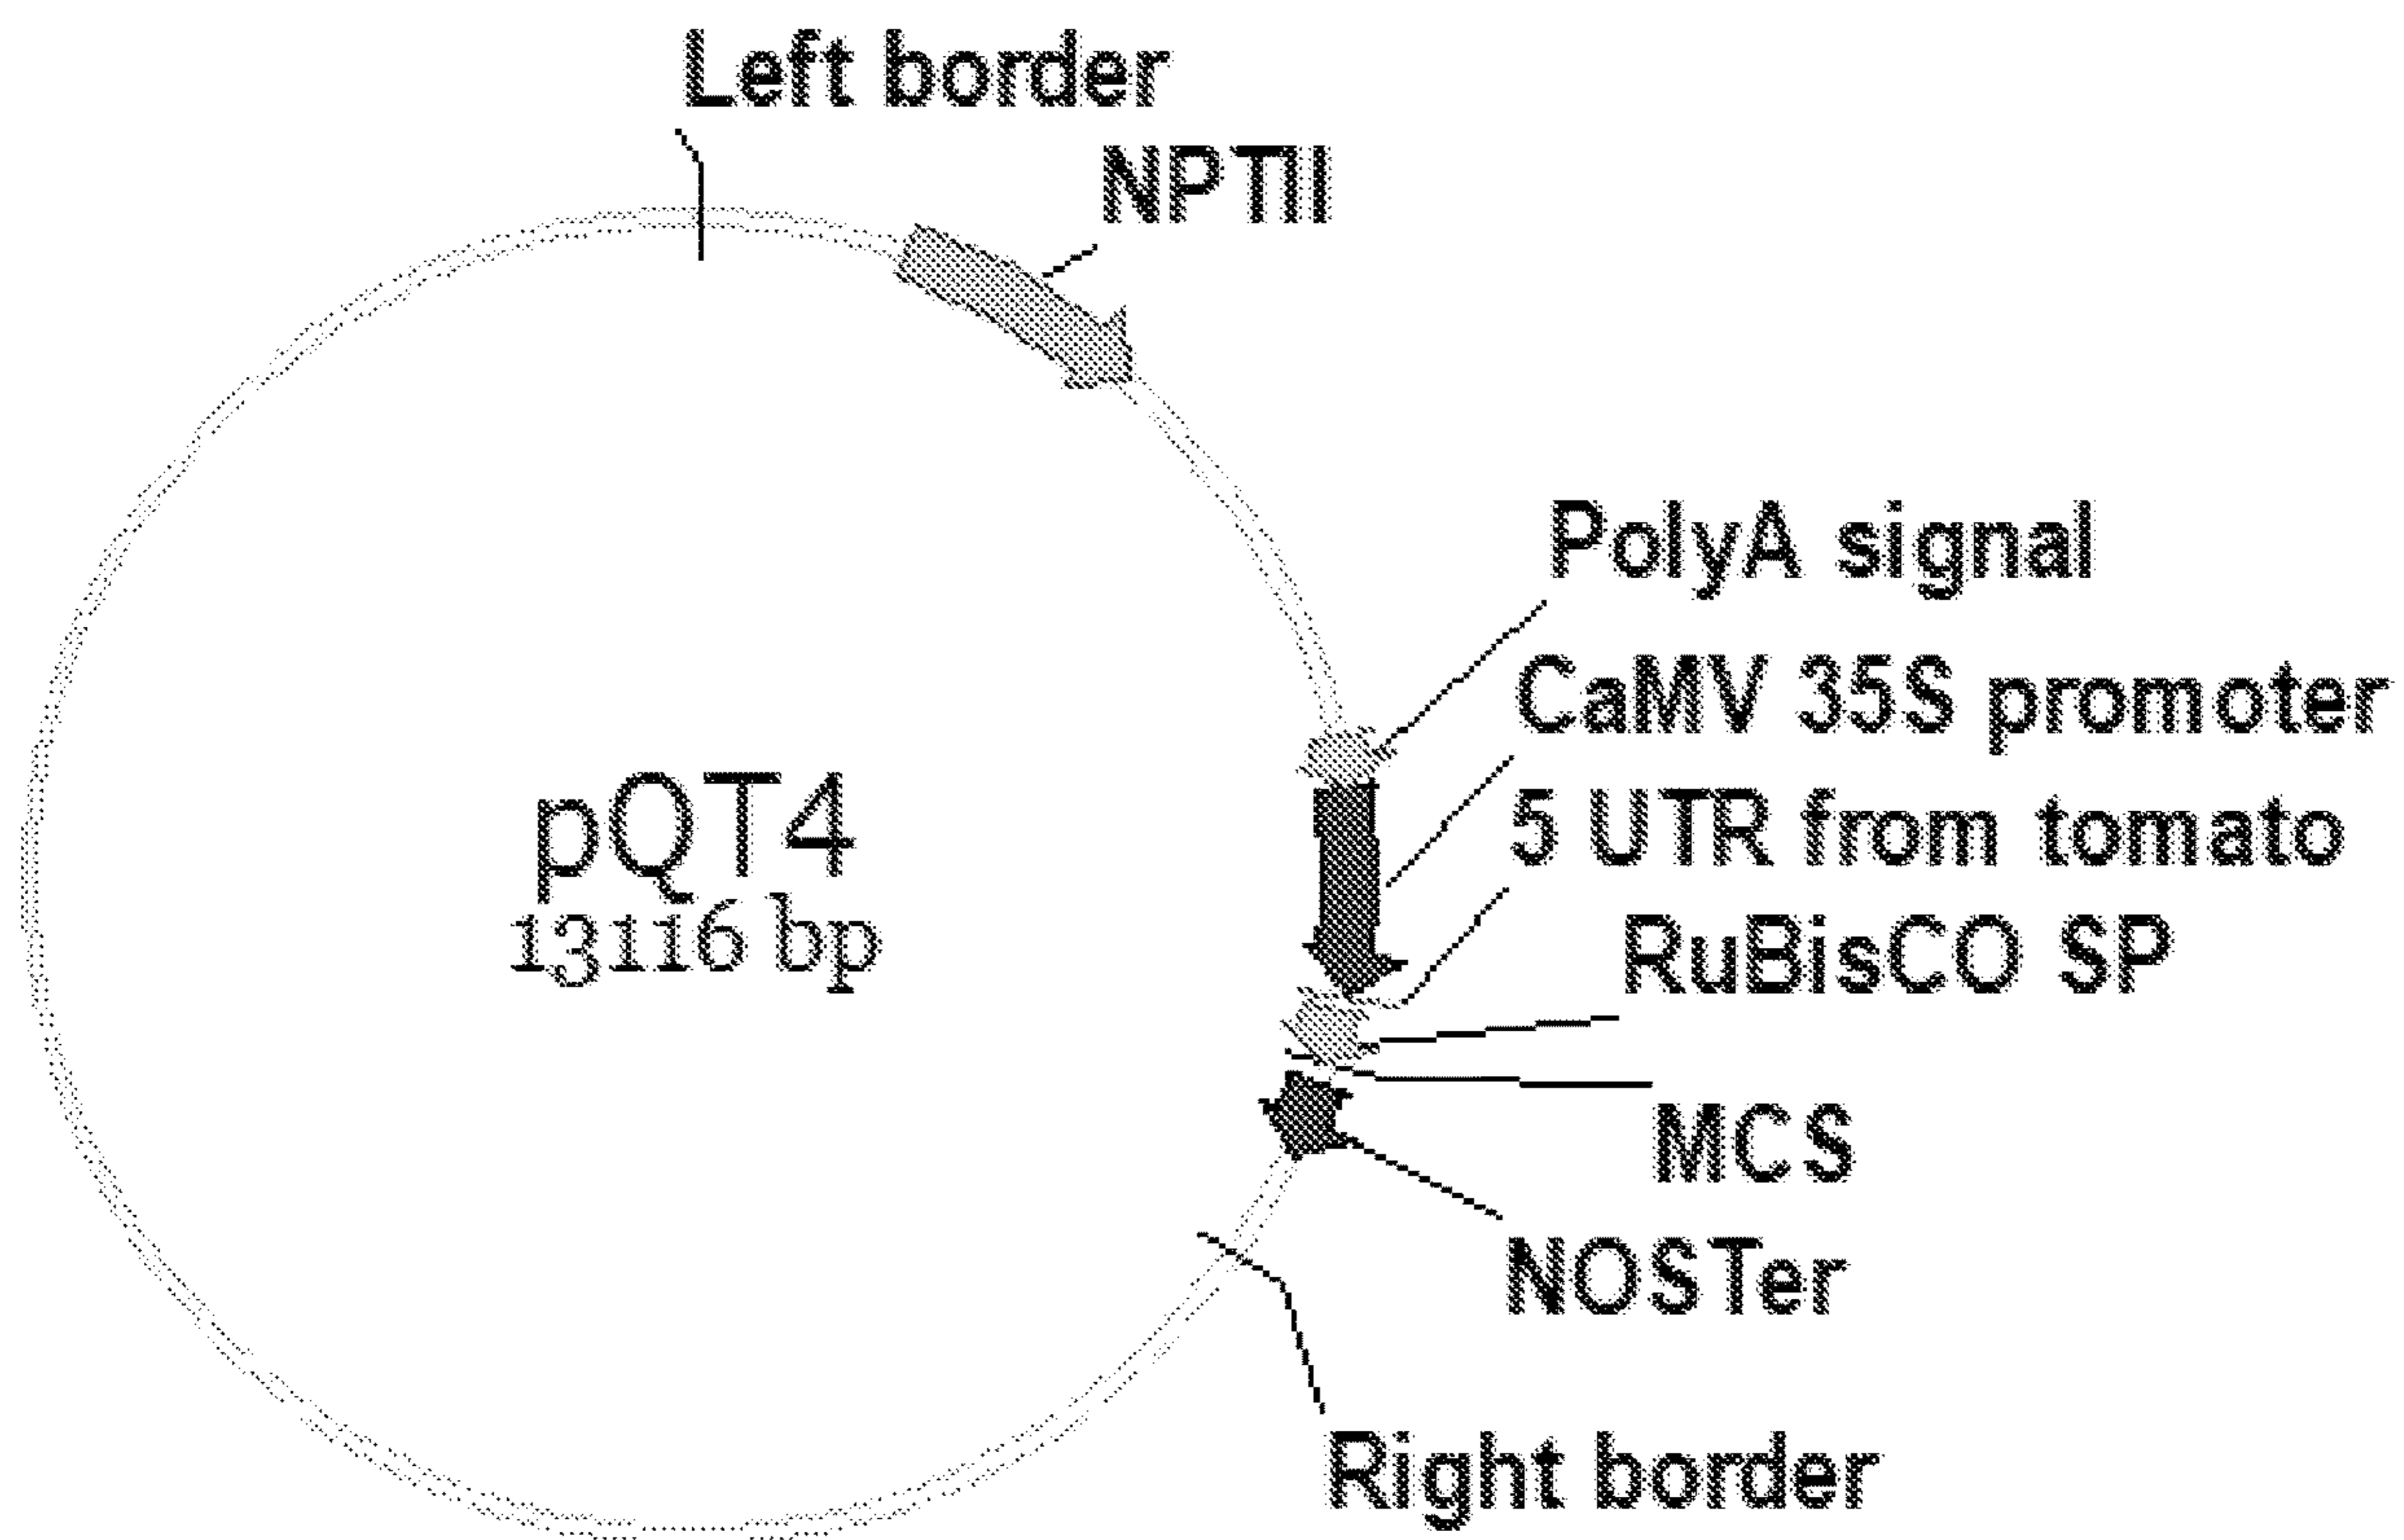 Left border
NPTII
PolyA signal
CaMV 35S promoter
5 UTR from tomato
RuBisCO SP
MCS
NOSTer
Right border
pQT4
13116 bp